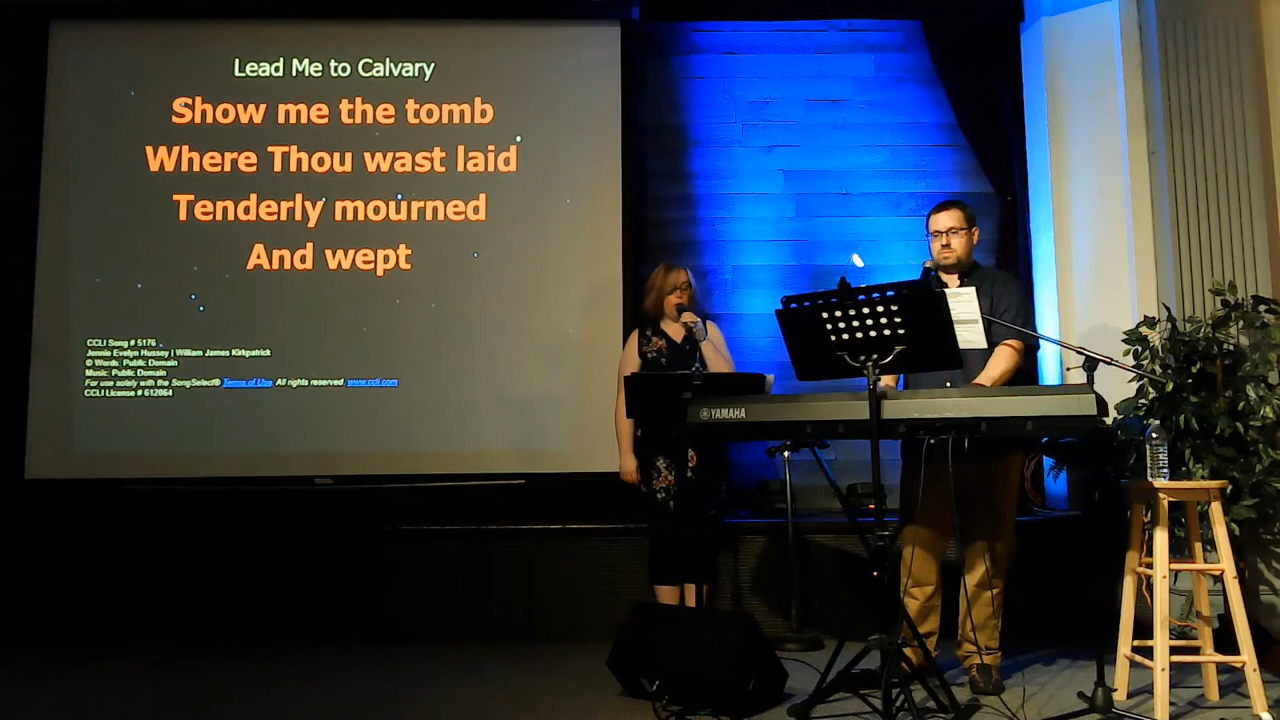 Lead Me to Calvary
Show me the tomb
Where Thou wast laid
Tenderly mourned
And wept
CCLI Song # 5176
Jennie Evelyn Hussey | William James Kirkpatrick
© Words: Public Domain
Music: Public Domain
For use solely with the SongSelect® Terms of Use. All rights reserved. www.ccli.com
CCLI License # 612064
YAMAHA